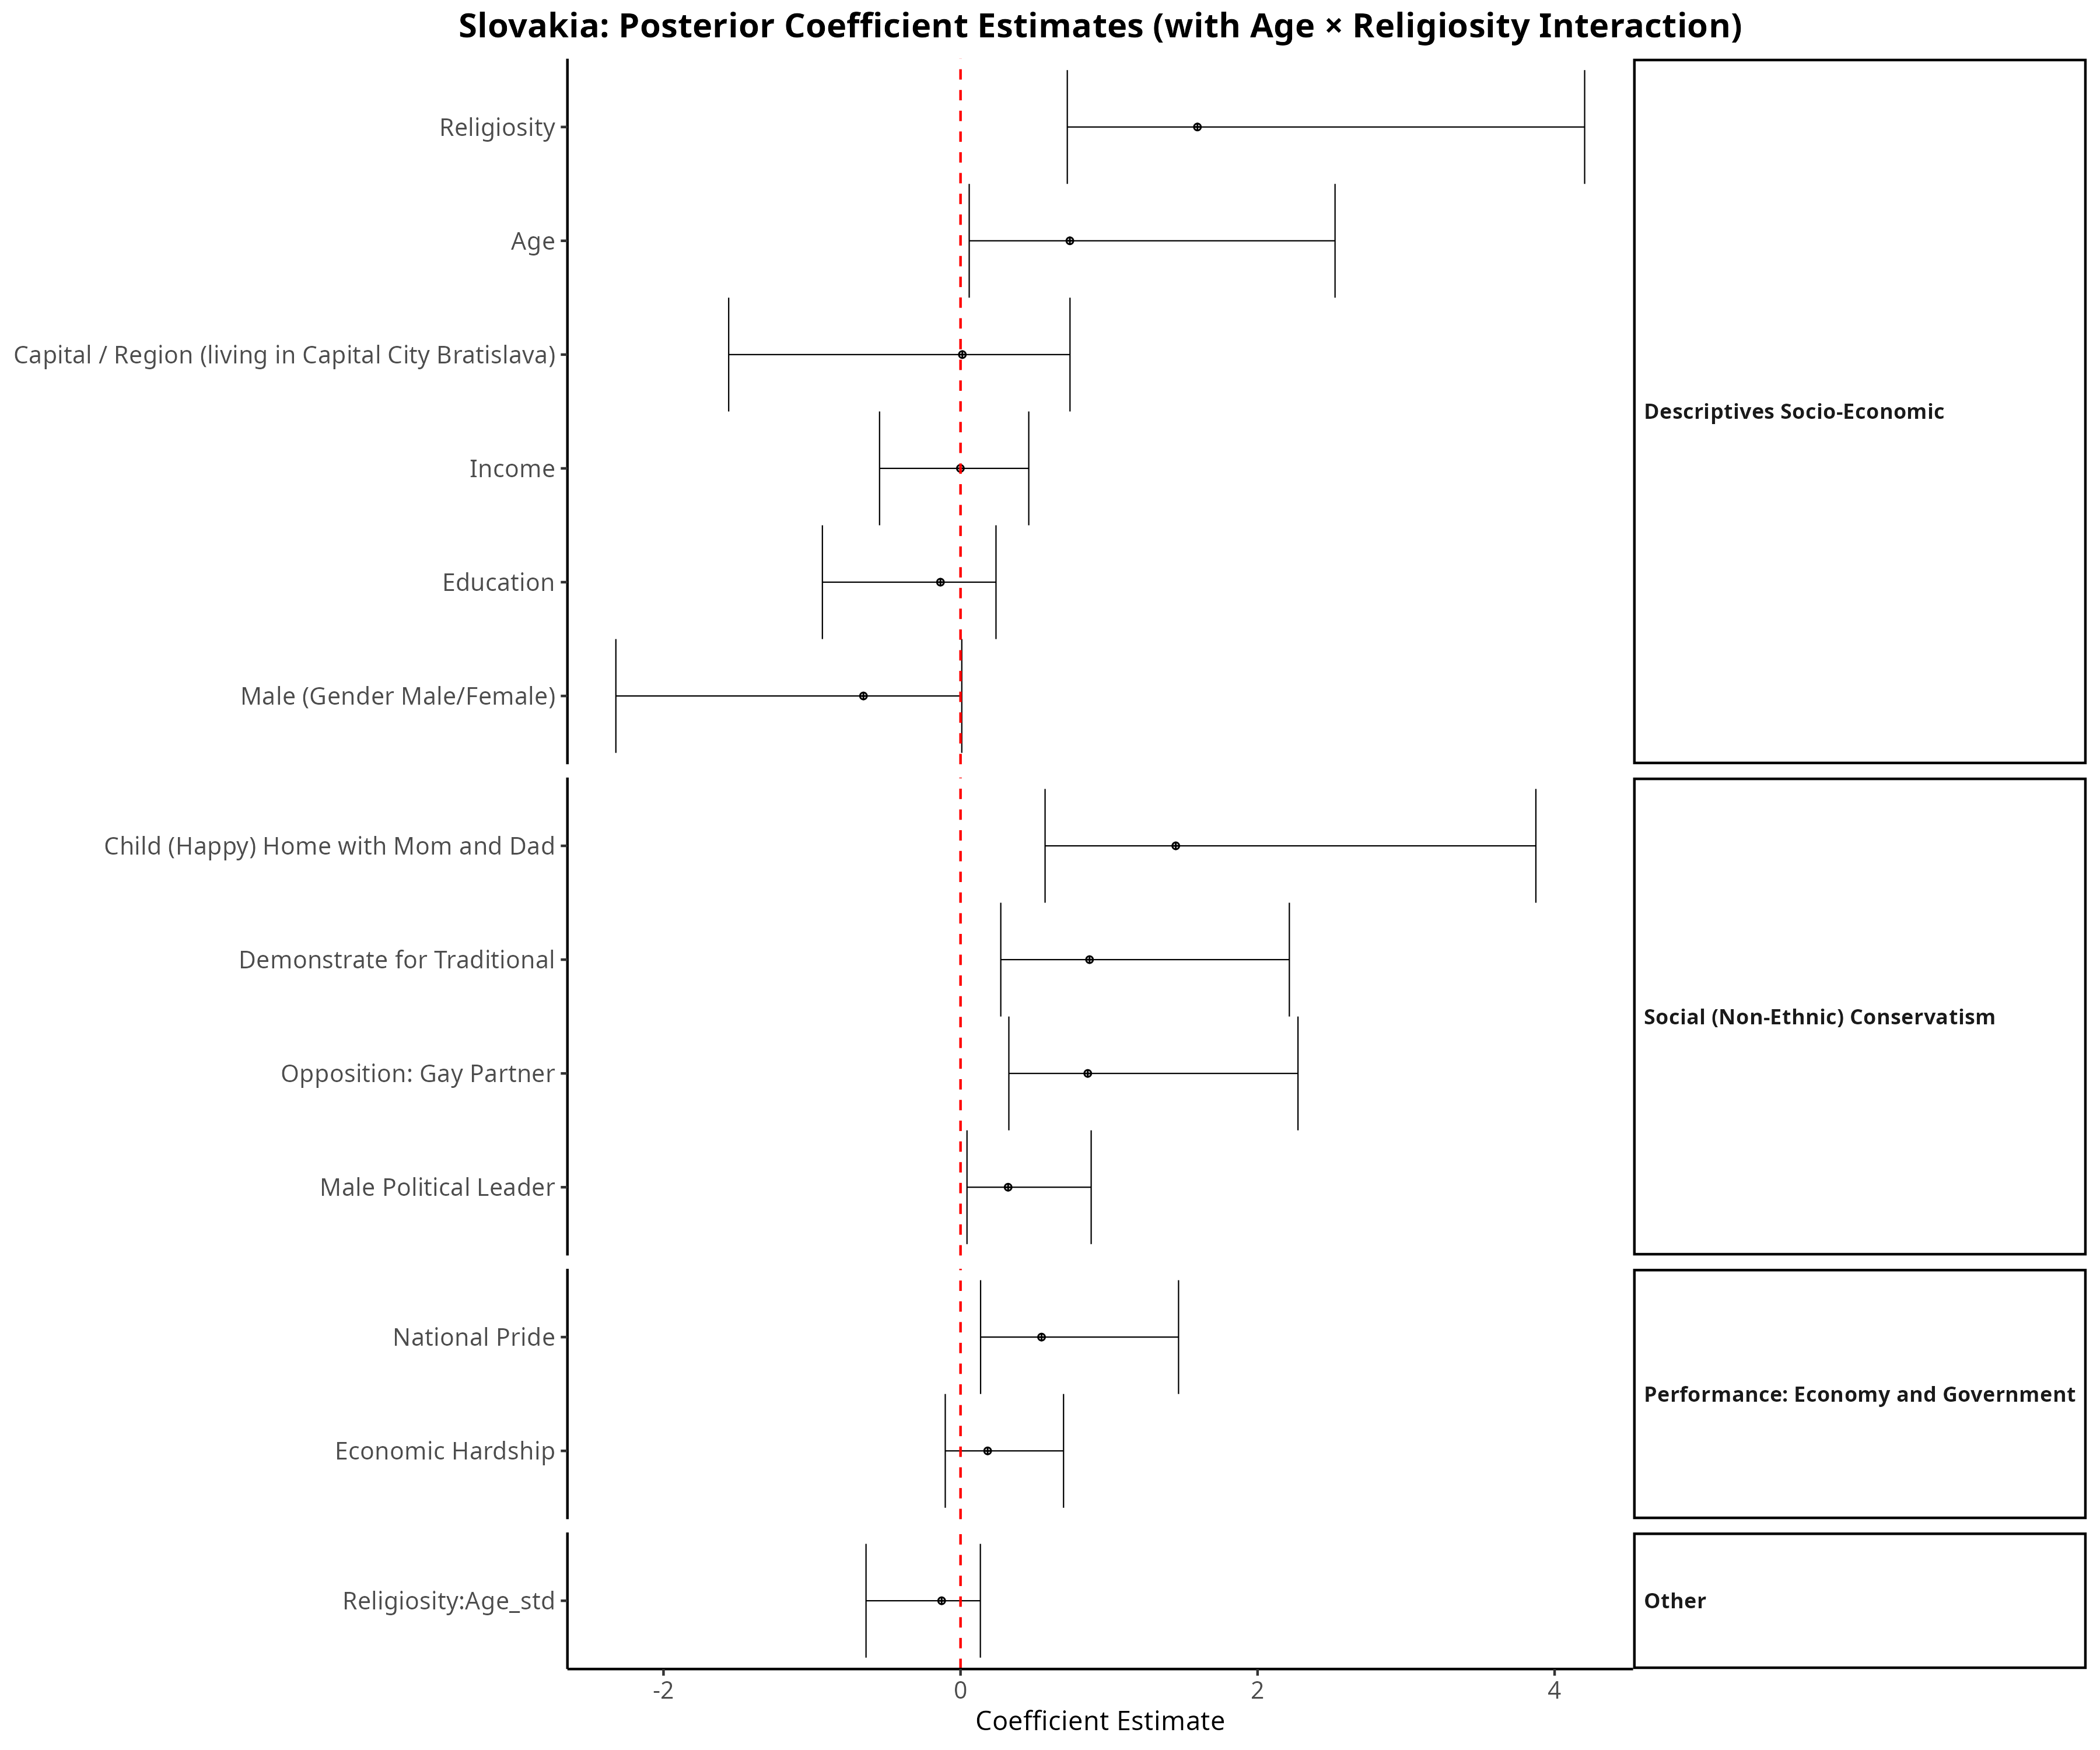 Slovakia: Posterior Coefficient Estimates (with Age × Religiosity Interaction)
Religiosity
Age
Capital / Region (living in Capital City Bratislava)
Income
Education
Male (Gender Male/Female)
Descriptives Socio-Economic
Child (Happy) Home with Mom and Dad
Demonstrate for Traditional
Opposition: Gay Partner
Male Political Leader
Social (Non-Ethnic) Conservatism
National Pride
Economic Hardship
Performance: Economy and Government
Religiosity:Age_std
Other
-2 0 2 4
Coefficient Estimate